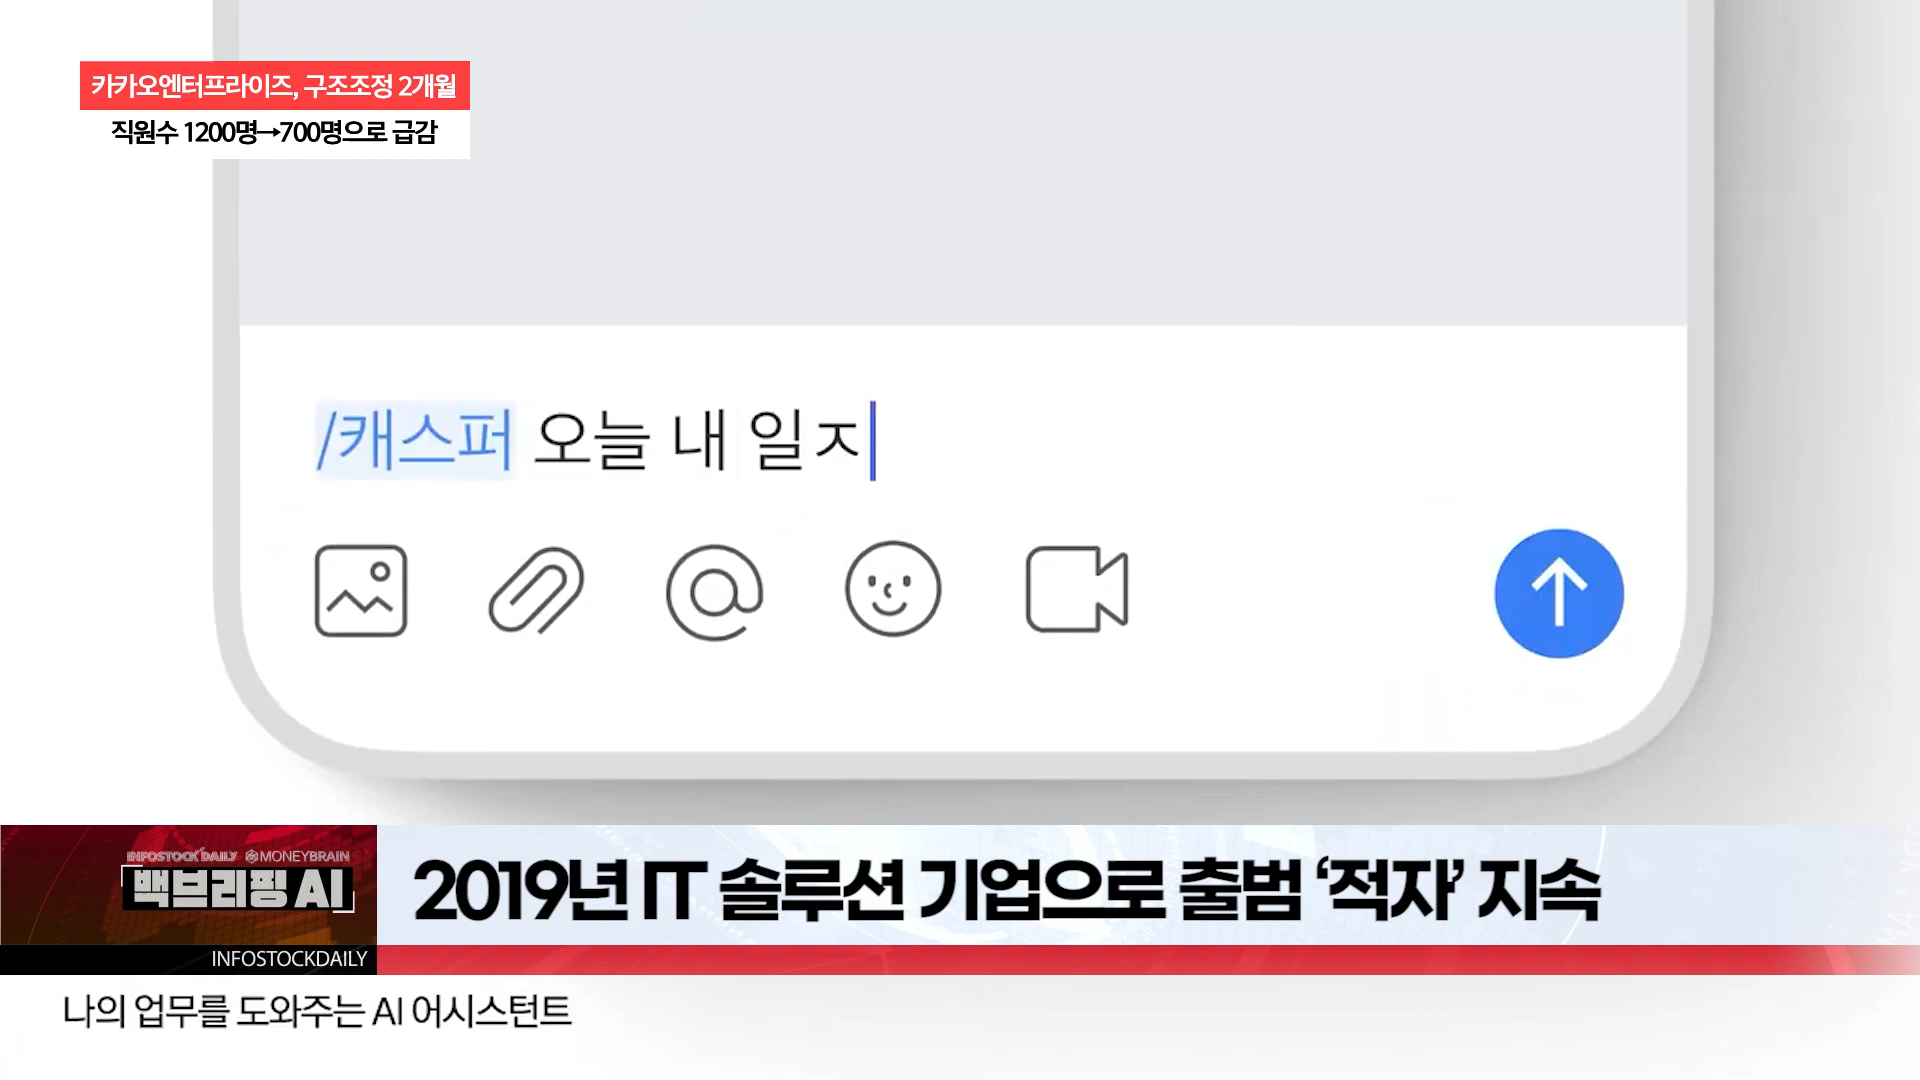 카카오엔터프라이즈, 구조조정 2개월
직원수 1200명→700명으로 급감
/캐스퍼 오늘 내 일ㅈ
INFOSTOCK DAILY MONEYBRAIN
백브리핑 AI
2019년 IT 솔루션 기업으로 출범 ‘적자’ 지속
INFOSTOCKDAILY
나의 업무를 도와주는 AI 어시스턴트